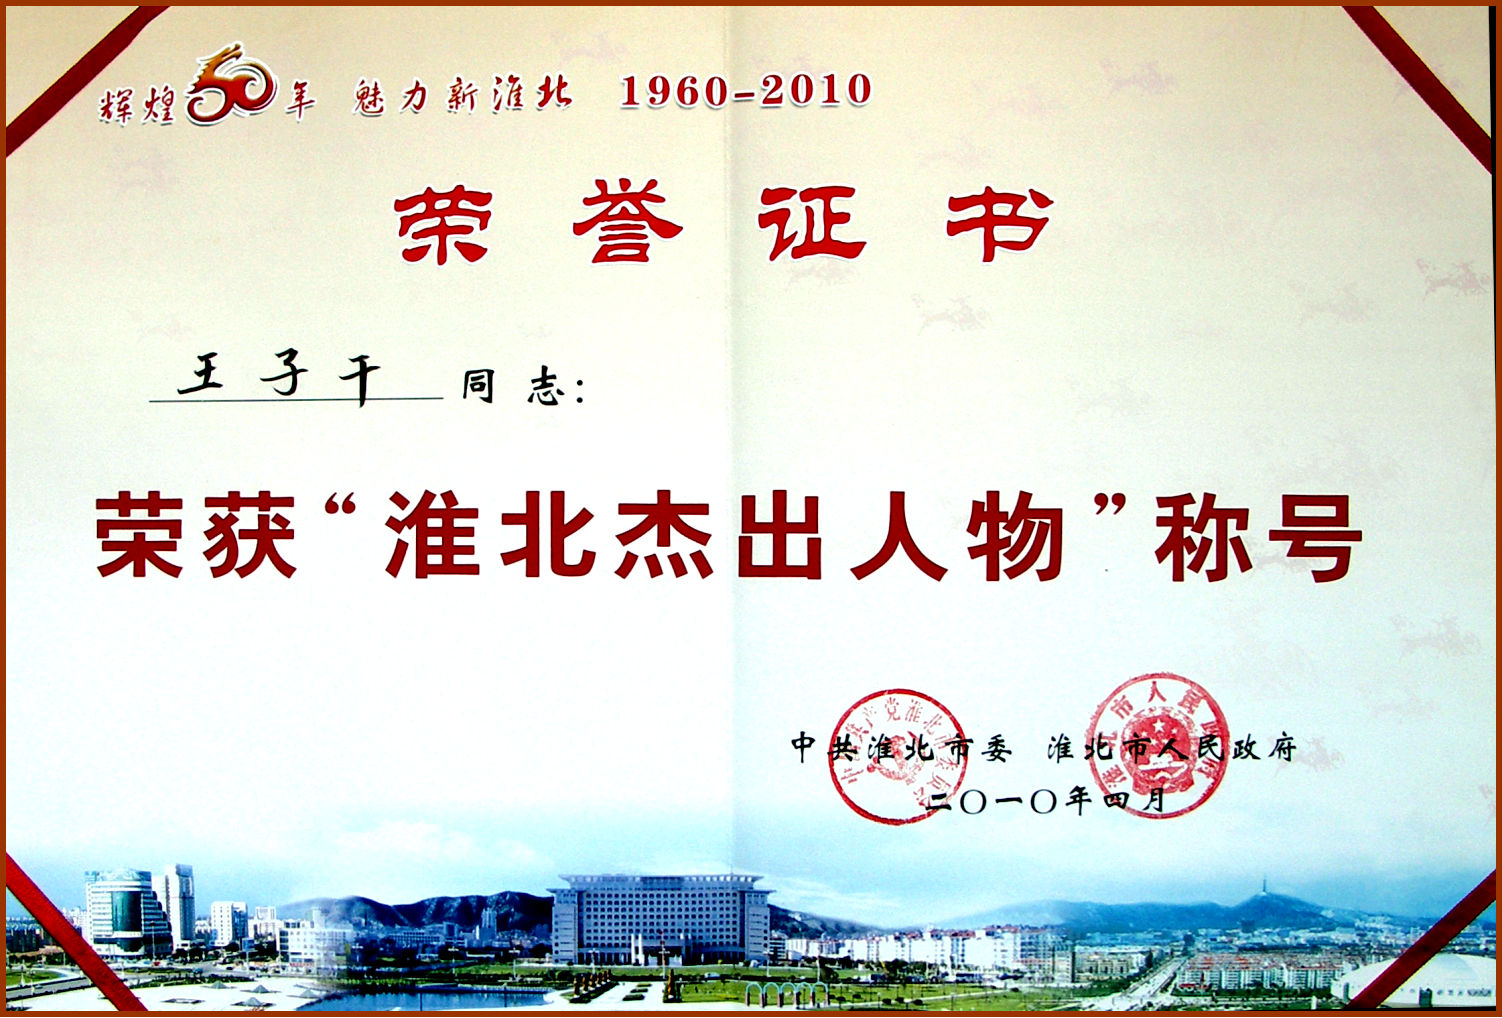 辉煌50年 魅力新淮北 1960-2010
荣誉证书
王子干 同志：
荣获“淮北杰出人物”称号
中共淮北市委 淮北市人民政府
二〇一〇年四月